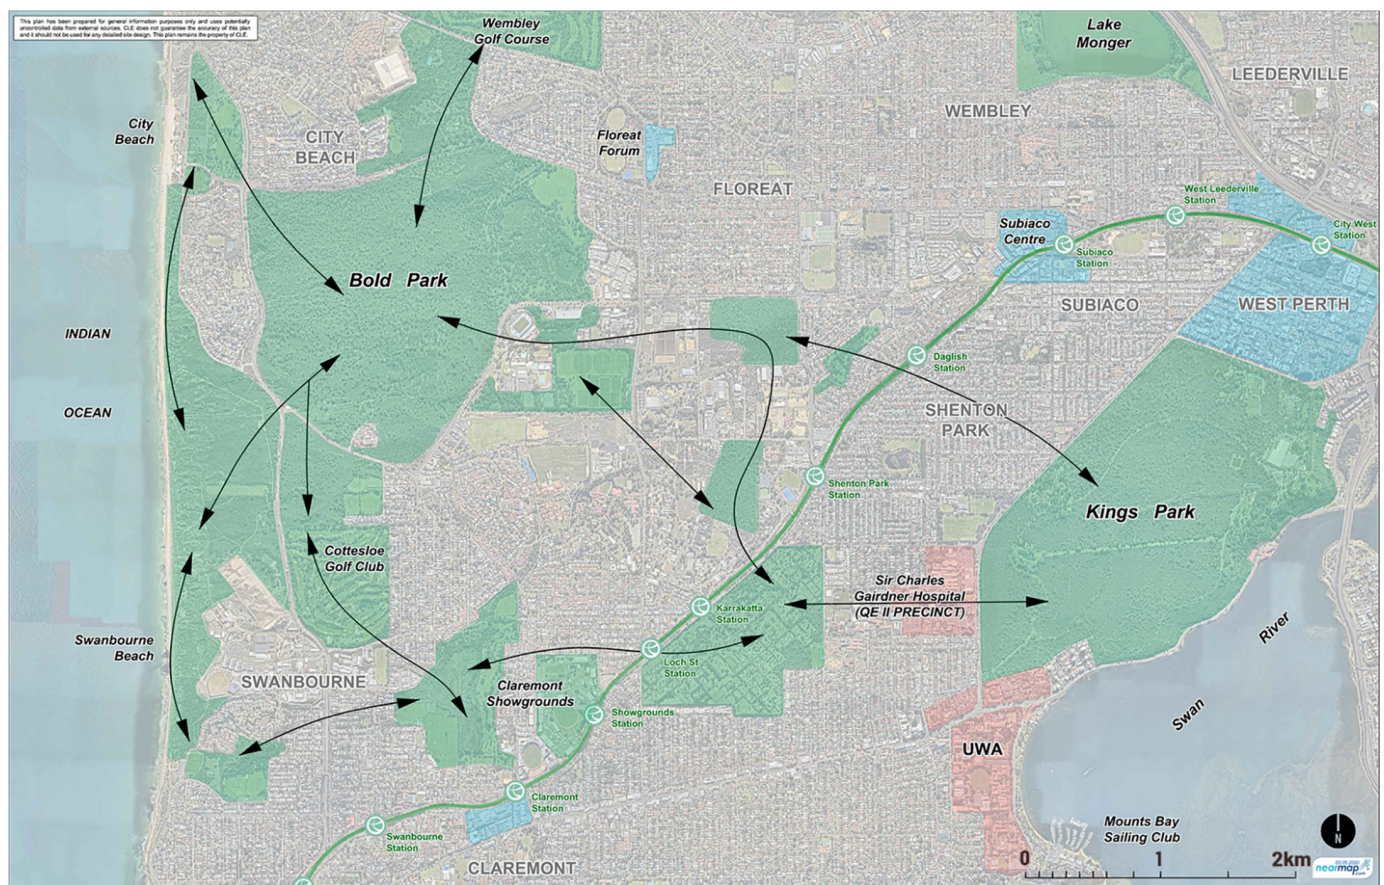 This plan has been prepared for general information purposes only and uses potentially
uncontrolled data from external sources. CLE does not guarantee the accuracy of this plan
and it should not be used for any detailed site design. This plan remains the property of CLE.
Wembley
Golf Course
Lake
Monger
LEEDERVILLE
WEMBLEY
City
Beach
CITY
BEACH
Floreat
Forum
FLOREAT
West Leederville
Station
Subiaco
Centre
City West
Station
Subiaco
Station
Bold Park
SUBIACO
WEST PERTH
INDIAN
OCEAN
Daglish
Station
SHENTON
PARK
Shenton Park
Station
Kings Park
Cottesloe
Golf Club
Sir Charles
Gairdner Hospital
(QE II PRECINCT)
Karrakatta
Station
Swanbourne
Beach
River
Swan
Loch St
Station
SWANBOURNE
Claremont
Showgrounds
Showgrounds
Station
UWA
Claremont
Station
Swanbourne
Station
Mounts Bay
Sailing Club
CLAREMONT
0 1 2km
N
nearmap
.com